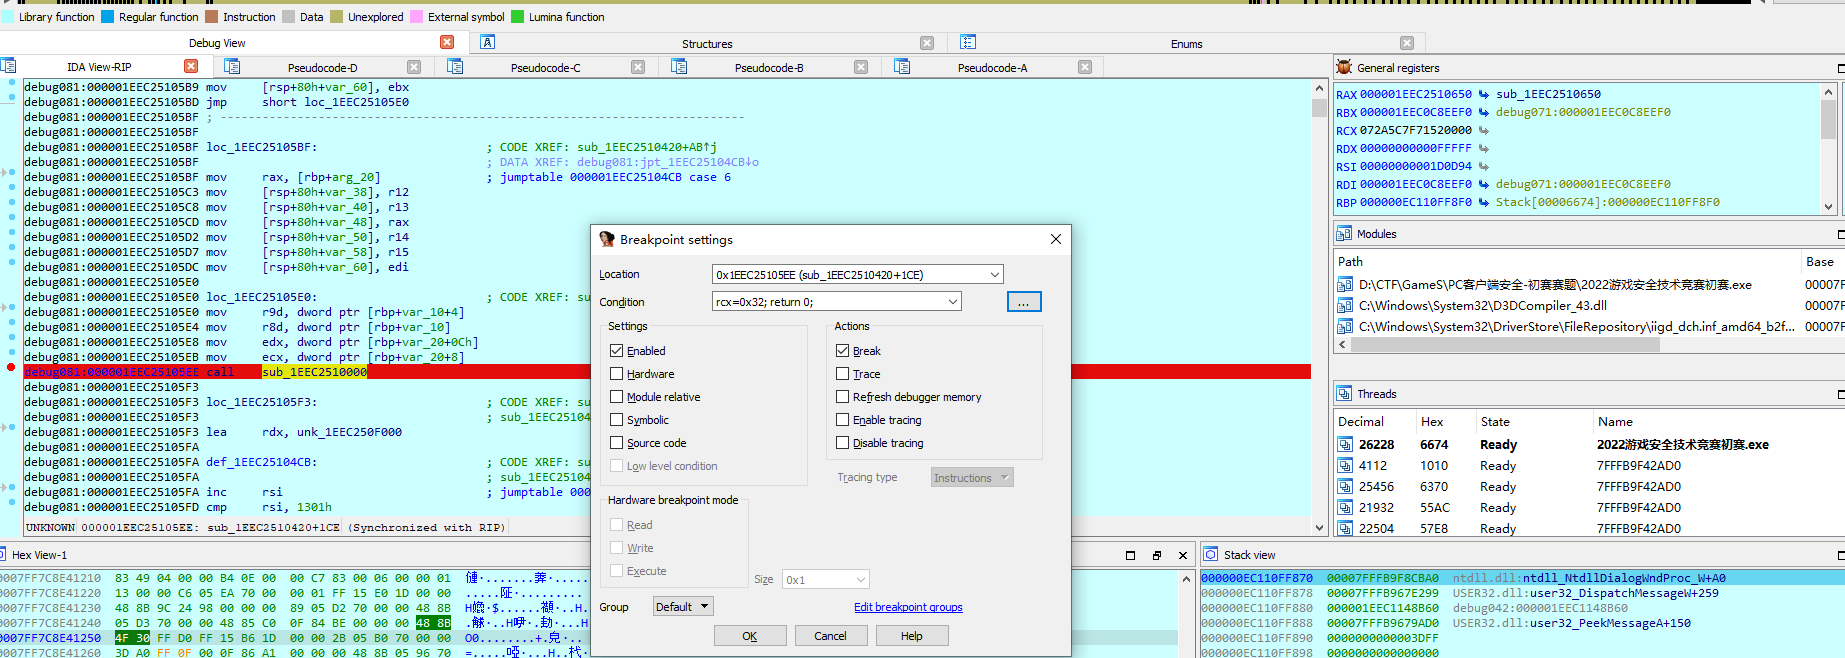 Library function Regular function Instruction Data Unexplored External symbol Lumina function
Debug View Structures Enums
IDA View-RIP Pseudocode-D Pseudocode-C Pseudocode-B Pseudocode-A
debug081:000001EEC25105B9 mov [rsp+80h+var_60], ebx
debug081:000001EEC25105BD jmp short loc_1EEC25105E0
debug081:000001EEC25105BF ; ---------------------------------------------------------------------------
debug081:000001EEC25105BF
debug081:000001EEC25105BF loc_1EEC25105BF: ; CODE XREF: sub_1EEC2510420+AB↑j
debug081:000001EEC25105BF ; DATA XREF: debug081:jpt_1EEC25104CB↓o
debug081:000001EEC25105BF mov rax, [rbp+arg_20] ; jumptable 000001EEC25104CB case 6
debug081:000001EEC25105C3 mov [rsp+80h+var_38], r12
debug081:000001EEC25105C8 mov [rsp+80h+var_40], r13
debug081:000001EEC25105CD mov [rsp+80h+var_48], rax
debug081:000001EEC25105D2 mov [rsp+80h+var_50], r14
debug081:000001EEC25105D7 mov [rsp+80h+var_58], r15
debug081:000001EEC25105DC mov [rsp+80h+var_60], edi
debug081:000001EEC25105E0
debug081:000001EEC25105E0 loc_1EEC25105E0: ; CODE XREF: su
debug081:000001EEC25105E0 mov r9d, dword ptr [rbp+var_10+4]
debug081:000001EEC25105E4 mov r8d, dword ptr [rbp+var_10]
debug081:000001EEC25105E8 mov edx, dword ptr [rbp+var_20+0Ch]
debug081:000001EEC25105EB mov ecx, dword ptr [rbp+var_20+8]
debug081:000001EEC25105EE call sub_1EEC2510000
debug081:000001EEC25105F3
debug081:000001EEC25105F3 loc_1EEC25105F3: ; CODE XREF: su
debug081:000001EEC25105F3 ; sub_1EEC25104
debug081:000001EEC25105F3 lea rdx, unk_1EEC250F000
debug081:000001EEC25105FA
debug081:000001EEC25105FA def_1EEC25104CB: ; CODE XREF: su
debug081:000001EEC25105FA ; sub_1EEC25104
debug081:000001EEC25105FA inc rsi ; jumptable 000
debug081:000001EEC25105FD cmp rsi, 1301h
UNKNOWN 000001EEC25105EE: sub_1EEC2510420+1CE (Synchronized with RIP)
Breakpoint settings
Location 0x1EEC25105EE (sub_1EEC2510420+1CE)
Condition rcx=0x32; return 0; ...
Settings
Enabled
Hardware
Module relative
Symbolic
Source code
Low level condition
Hardware breakpoint mode
Read
Write
Execute
Actions
Break
Trace
Refresh debugger memory
Enable tracing
Disable tracing
Tracing type Instructions
Size 0x1
Group Default Edit breakpoint groups
OK Cancel Help
General registers
RAX 000001EEC2510650 sub_1EEC2510650
RBX 000001EEC0C8EEF0 debug071:000001EEC0C8EEF0
RCX 072A5C7F71520000
RDX 00000000000FFFFF
RSI 00000000001D0D94
RDI 000001EEC0C8EEF0 debug071:000001EEC0C8EEF0
RBP 000000EC110FF8F0 Stack[00006674]:000000EC110FF8F0
Modules
Path Base
D:\CTF\GameS\PC客户端安全-初赛赛题\2022游戏安全技术竞赛初赛.exe 00007F
C:\Windows\System32\D3DCompiler_43.dll 00007F
C:\Windows\System32\DriverStore\FileRepository\iigd_dch.inf_amd64_b2f... 00007F
Threads
Decimal Hex State Name
26228 6674 Ready 2022游戏安全技术竞赛初赛.exe
4112 1010 Ready 7FFFB9F42AD0
25456 6370 Ready 7FFFB9F42AD0
21932 55AC Ready 7FFFB9F42AD0
22504 57E8 Ready 7FFFB9F42AD0
Hex View-1
0007FF7C8E41210 83 49 04 00 00 B4 0E 00 00 C7 83 00 06 00 00 01
0007FF7C8E41220 13 00 00 C6 05 EA 70 00 00 01 FF 15 E0 1D 00 00
0007FF7C8E41230 48 8B 9C 24 98 00 00 00 89 05 D2 70 00 00 48 8B
0007FF7C8E41240 05 D3 70 00 00 48 85 C0 0F 84 BE 00 00 00 48 8B
0007FF7C8E41250 4F 30 FF D0 FF 15 B6 1D 00 00 2B 05 B0 70 00 00
0007FF7C8E41260 3D A0 FF 0F 00 0F 86 A1 00 00 00 48 8B 05 96 70
Stack view
000000EC110FF870 00007FFFB9F8CBA0 ntdll.dll:ntdll_NtdllDialogWndProc_W+A0
000000EC110FF878 00007FFFB967E299 USER32.dll:user32_DispatchMessageW+259
000000EC110FF880 000001EEC1148B60 debug042:000001EEC1148B60
000000EC110FF888 00007FFFB9679AD0 USER32.dll:user32_PeekMessageA+150
000000EC110FF890 0000000000003DFF
000000EC110FF898 0000000000000000